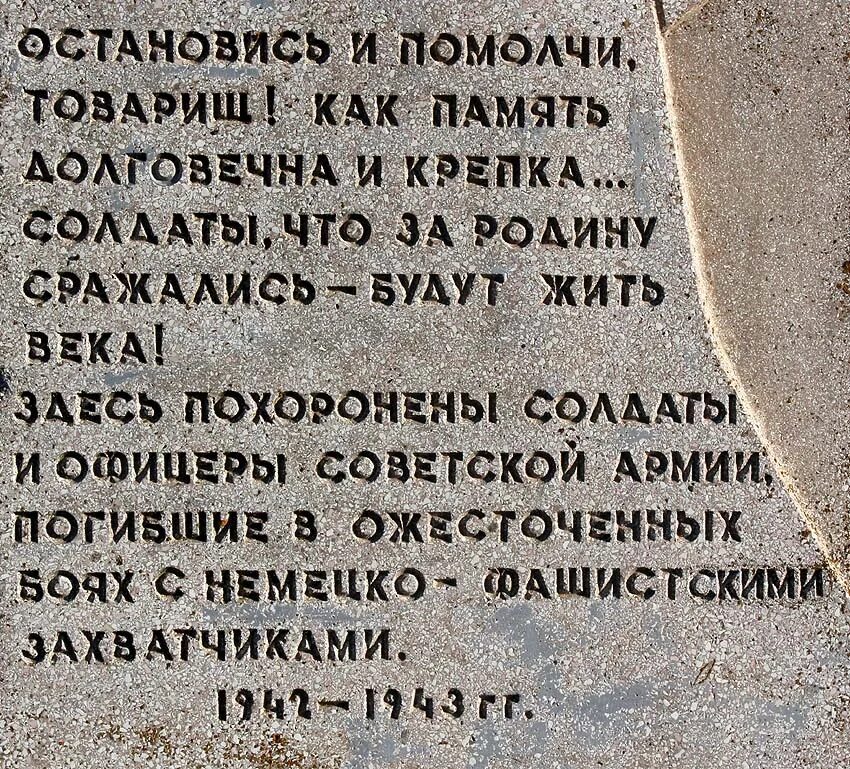 ОСТАНОВИСЬ И ПОМОЛЧИ,
ТОВАРИЩ! КАК ПАМЯТЬ
ДОЛГОВЕЧНА И КРЕПКА...
СОЛДАТЫ, ЧТО ЗА РОДИНУ
СРАЖАЛИСЬ – БУДУТ ЖИТЬ
ВЕКА!
ЗДЕСЬ ПОХОРОНЕНЫ СОЛДАТЫ
И ОФИЦЕРЫ СОВЕТСКОЙ АРМИИ,
ПОГИБШИЕ В ОЖЕСТОЧЕННЫХ
БОЯХ С НЕМЕЦКО- ФАШИСТСКИМИ
ЗАХВАТЧИКАМИ.
1942 – 1943 гг.